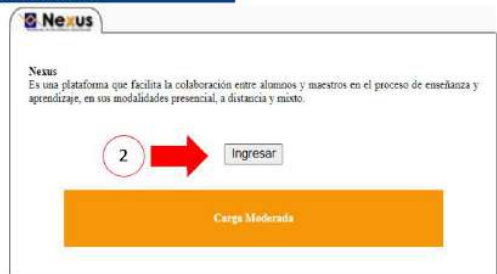 Nexus
Nexus
Es una plataforma que facilita la colaboración entre alumnos y maestros en el proceso de enseñanza y
aprendizaje, en sus modalidades presencial, a distancia y mixto.
2
Ingresar
Carga Moderada